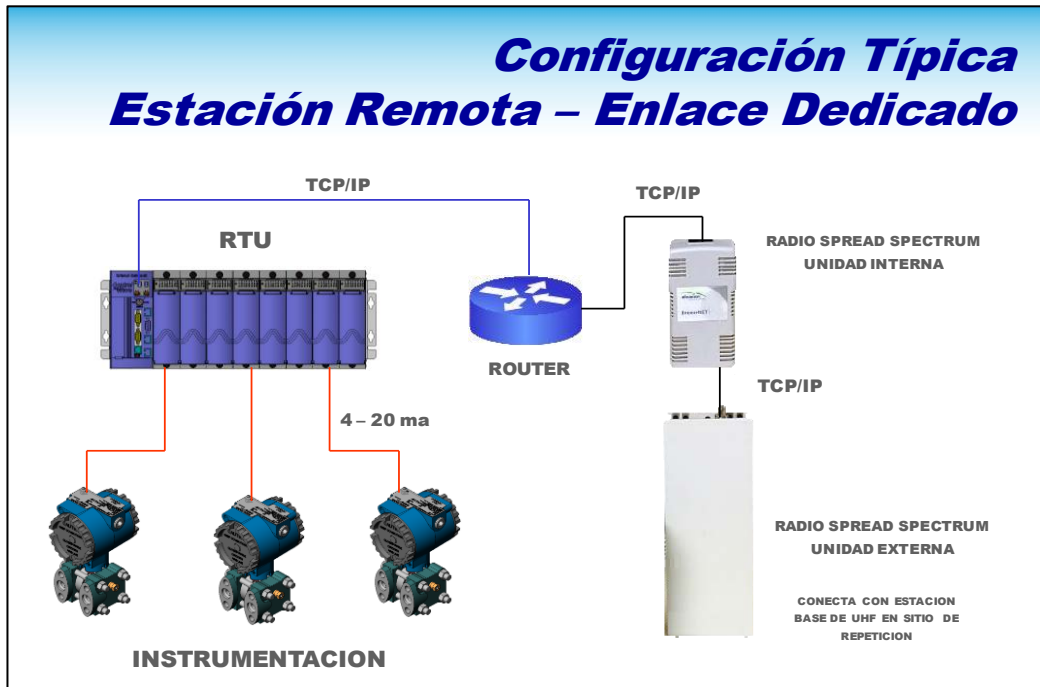 Configuración Típica
Estación Remota – Enlace Dedicado
TCP/IP
TCP/IP
RTU
RADIO SPREAD SPECTRUM
UNIDAD INTERNA
ROUTER
TCP/IP
4 – 20 ma
RADIO SPREAD SPECTRUM
UNIDAD EXTERNA
CONECTA CON ESTACION
BASE DE UHF EN SITIO DE
REPETICION
INSTRUMENTACION